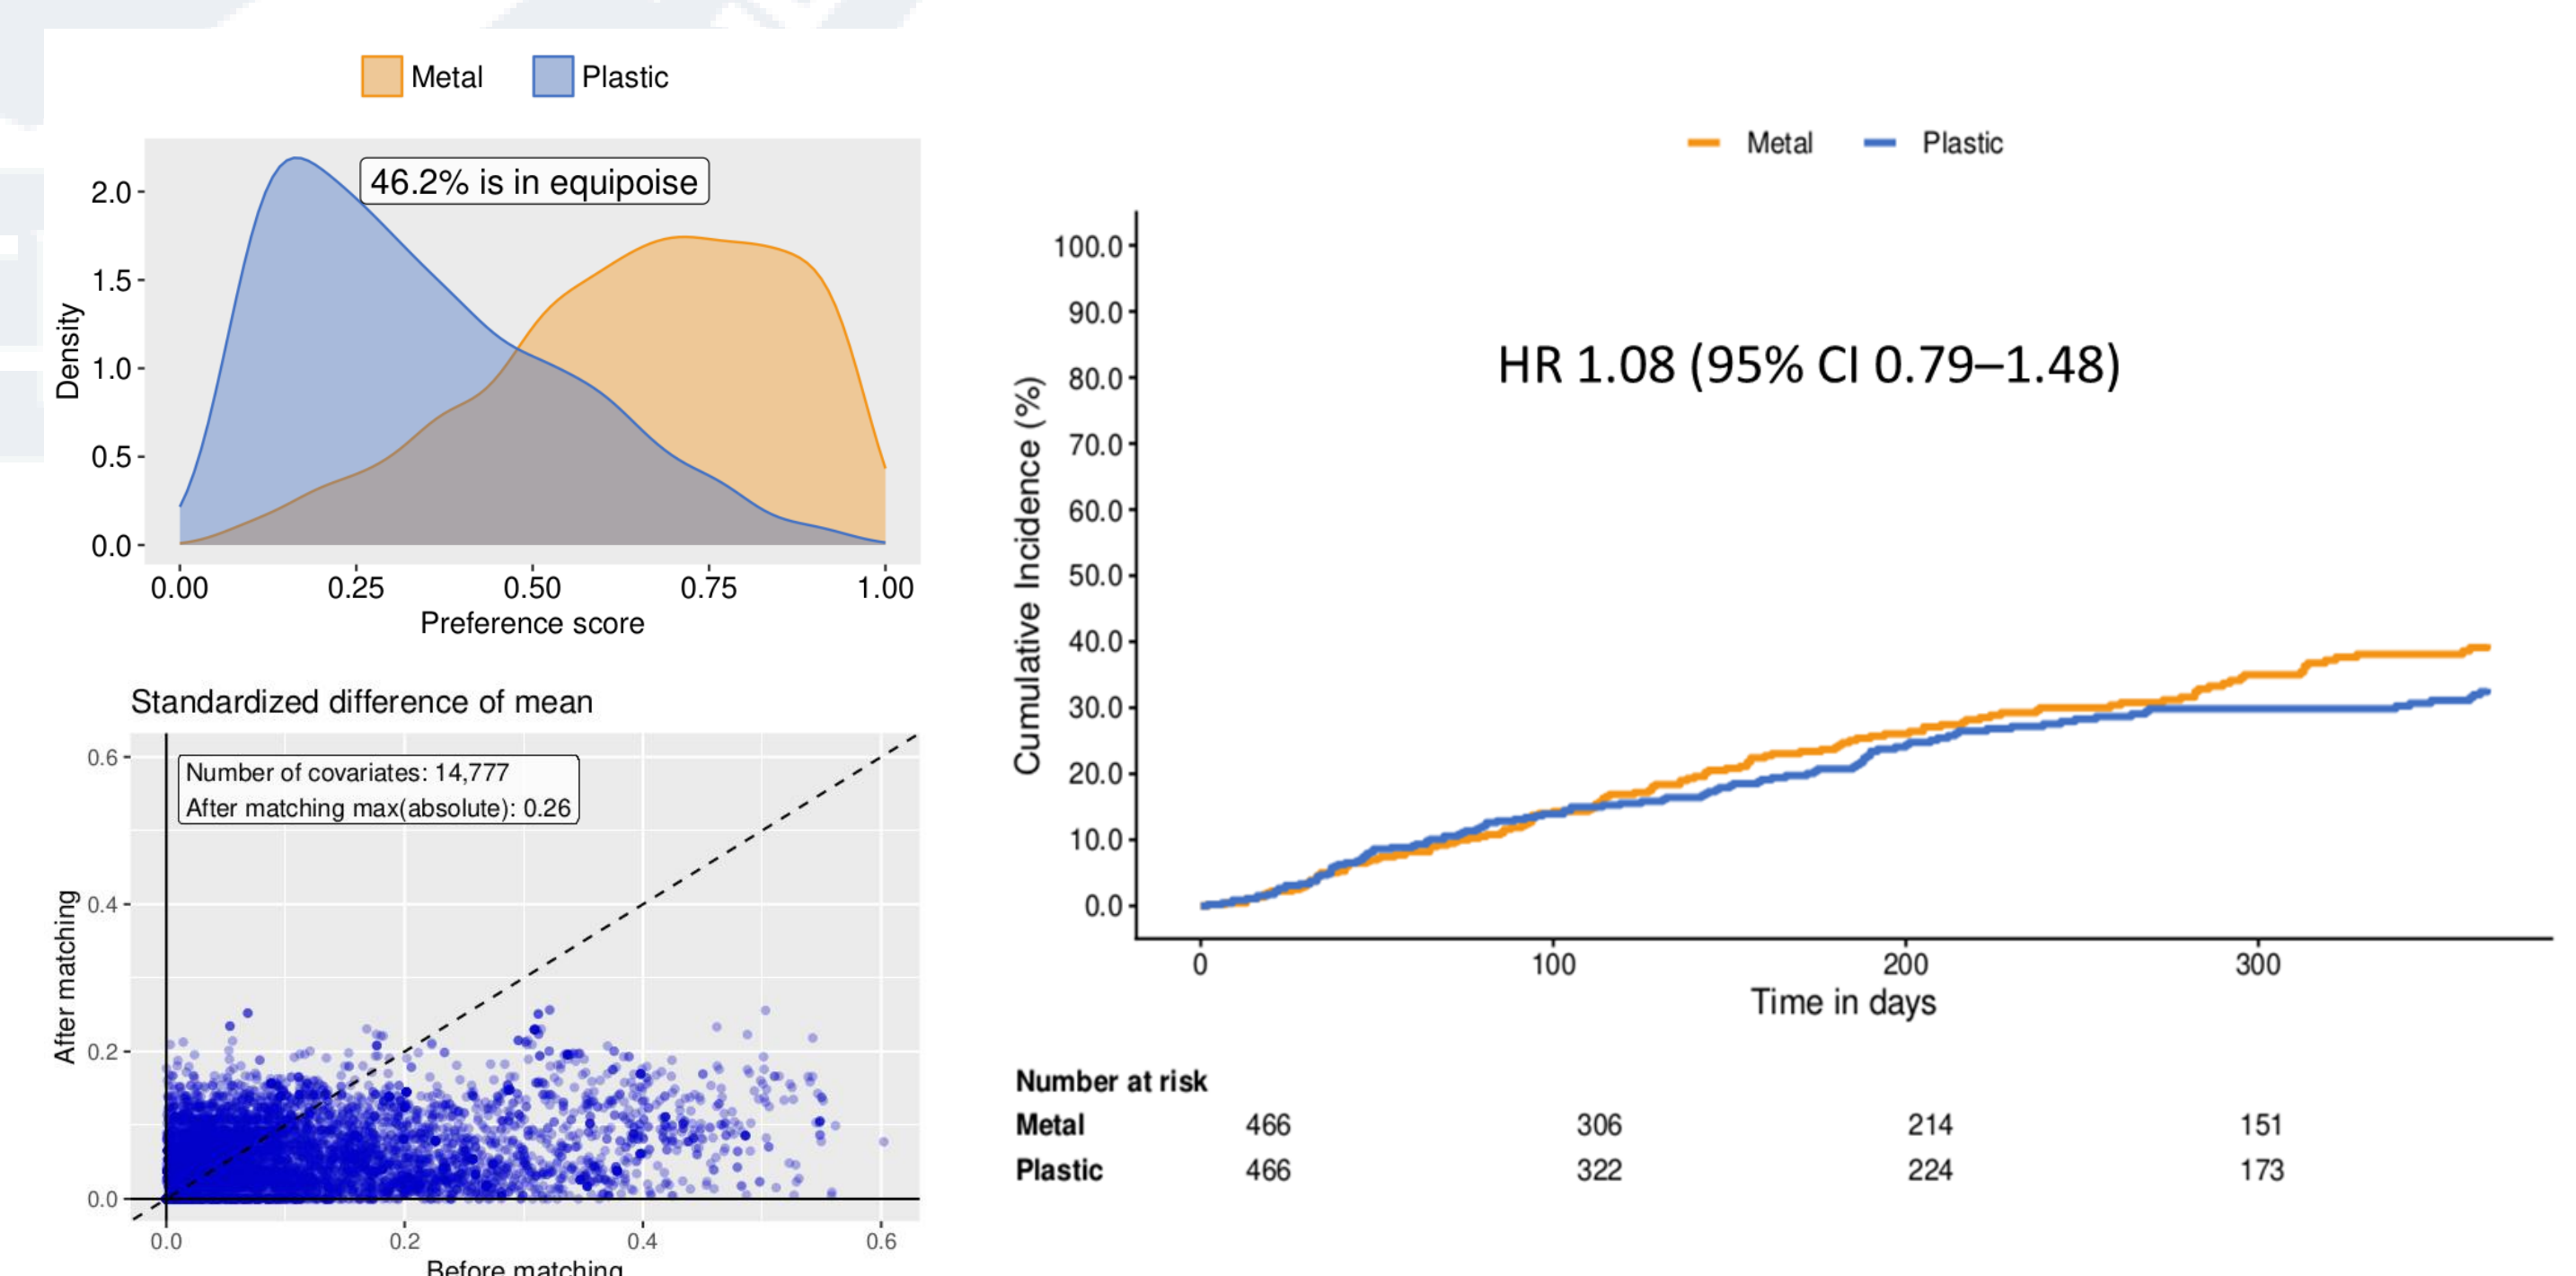 Metal Plastic
46.2% is in equipoise
2.0
1.5
1.0
0.5
0.0
Density
0.00 0.25 0.50 0.75 1.00
Preference score
Standardized difference of mean
Number of covariates: 14,777
After matching max(absolute): 0.26
0.6
0.4
0.2
0.0
After matching
0.0 0.2 0.4 0.6
Before matching
Metal Plastic
HR 1.08 (95% CI 0.79–1.48)
100.0
90.0
80.0
70.0
60.0
50.0
40.0
30.0
20.0
10.0
0.0
Cumulative Incidence (%)
0 100 200 300
Time in days
Number at risk
Metal 466 306 214 151
Plastic 466 322 224 173